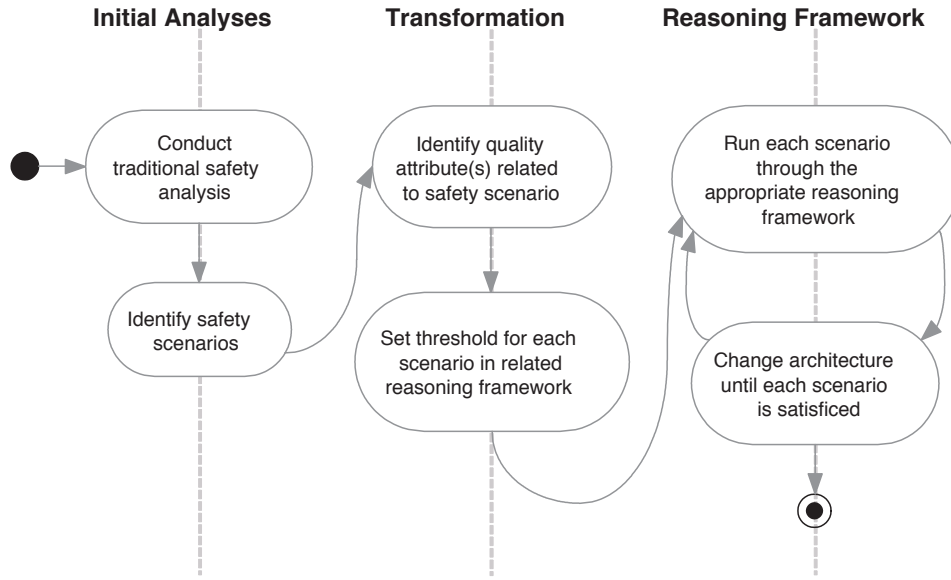 Initial Analyses
Transformation
Reasoning Framework
Conduct
traditional safety
analysis
Identify safety
scenarios
Identify quality
attribute(s) related
to safety scenario
Set threshold for each
scenario in related
reasoning framework
Run each scenario
through the
appropriate reasoning
framework
Change architecture
until each scenario
is satisficed